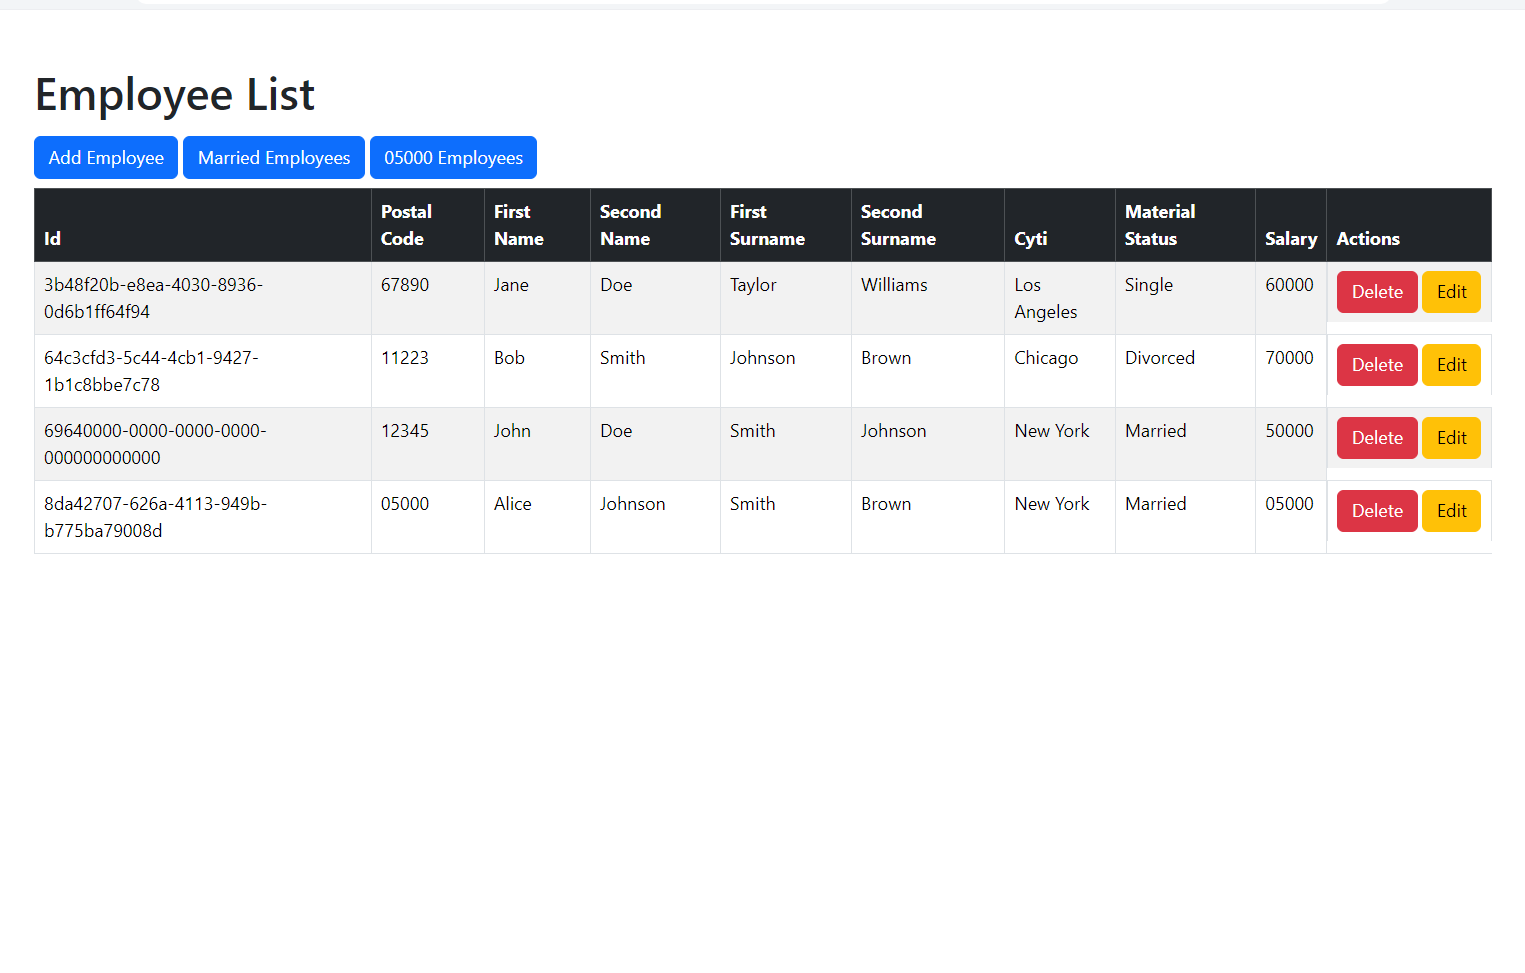 Employee List
Add Employee Married Employees 05000 Employees
Id Postal Code First Name Second Name First Surname Second Surname Cyti Material Status Salary Actions
3b48f20b-e8ea-4030-8936-0d6b1ff64f94 67890 Jane Doe Taylor Williams Los Angeles Single 60000 Delete Edit
64c3cfd3-5c44-4cb1-9427-1b1c8bbe7c78 11223 Bob Smith Johnson Brown Chicago Divorced 70000 Delete Edit
69640000-0000-0000-0000-000000000000 12345 John Doe Smith Johnson New York Married 50000 Delete Edit
8da42707-626a-4113-949b-b775ba79008d 05000 Alice Johnson Smith Brown New York Married 05000 Delete Edit